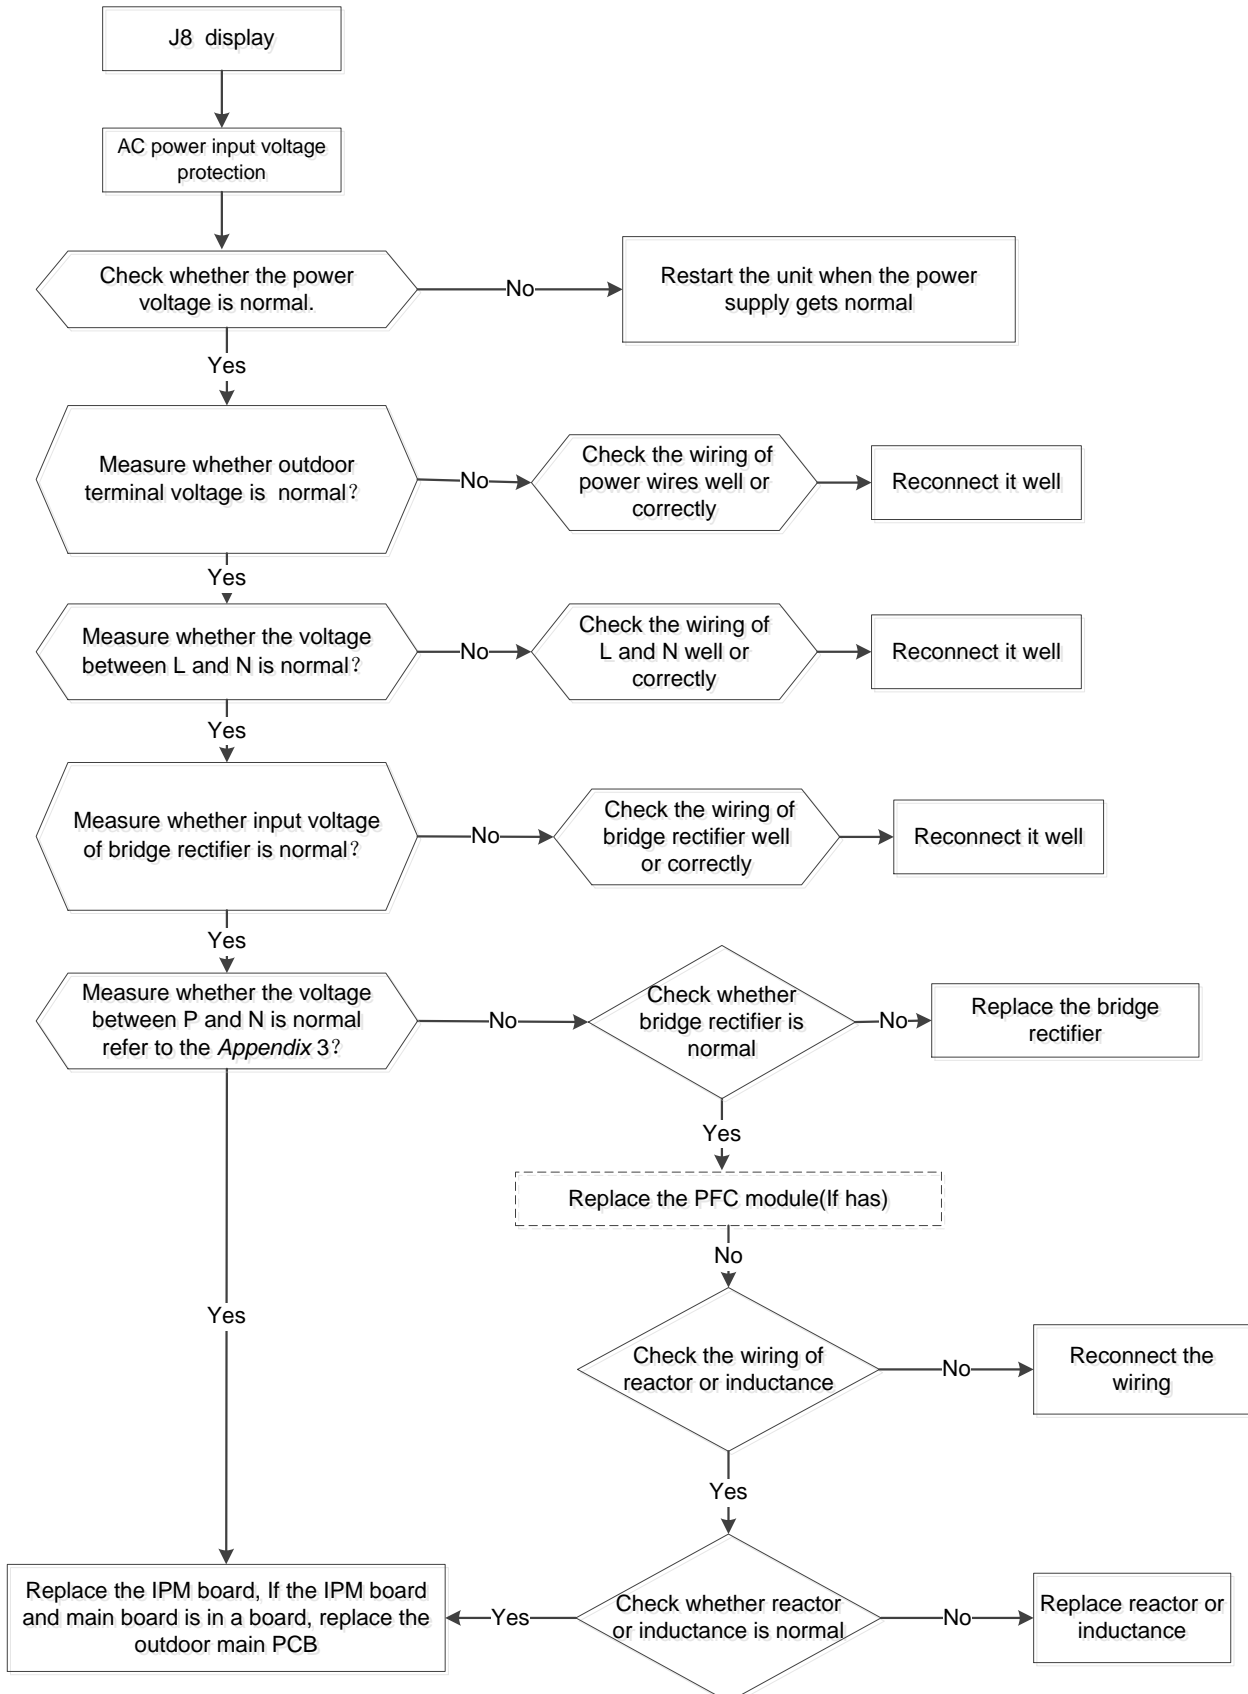 J8  display
AC power input voltage
protection
Check whether the power
voltage is normal.
No
Restart the unit when the power
supply gets normal
Yes
Measure whether outdoor
terminal voltage is  normal？
No
Check the wiring of
power wires well or
correctly
Reconnect it well
Yes
Measure whether the voltage
between L and N is normal？
No
Check the wiring of
L and N well or
correctly
Reconnect it well
Yes
Measure whether input voltage
of bridge rectifier is normal？
No
Check the wiring of
bridge rectifier well
or correctly
Reconnect it well
Yes
Measure whether the voltage
between P and N is normal
refer to the Appendix 3？
No
Check whether
bridge rectifier is
normal
No
Replace the bridge
rectifier
Yes
Replace the PFC module(If has)
No
Yes
Check the wiring of
reactor or inductance
No
Reconnect the
wiring
Yes
Check whether reactor
or inductance is normal
No
Replace reactor or
inductance
Yes
Replace the IPM board, If the IPM board
and main board is in a board, replace the
outdoor main PCB